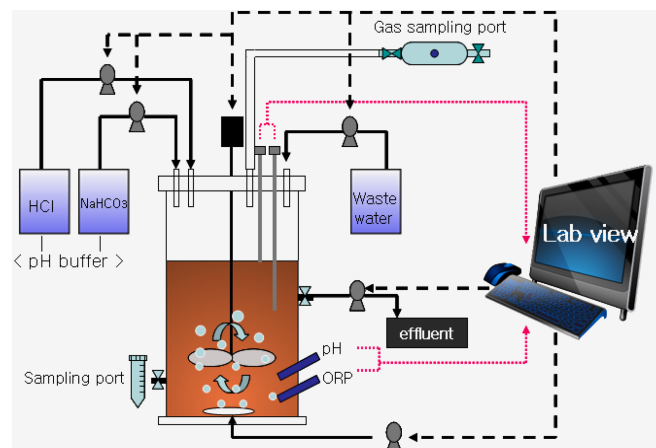 Gas sampling port
HCl
NaHCO3
< pH buffer >
Waste
water
Lab view
effluent
pH
ORP
Sampling port